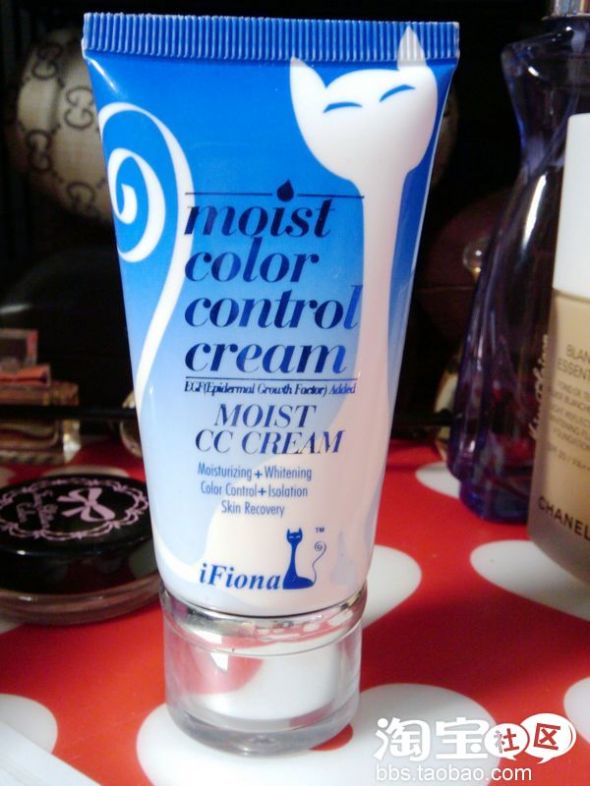 moist
color
control
cream
EGF(Epidermal Growth Factor) Added
MOIST
CC CREAM
Moisturizing+Whitening
Color Control+Isolation
Skin Recovery
iFiona
TM
CHANEL
淘宝社区
bbs.taobao.com